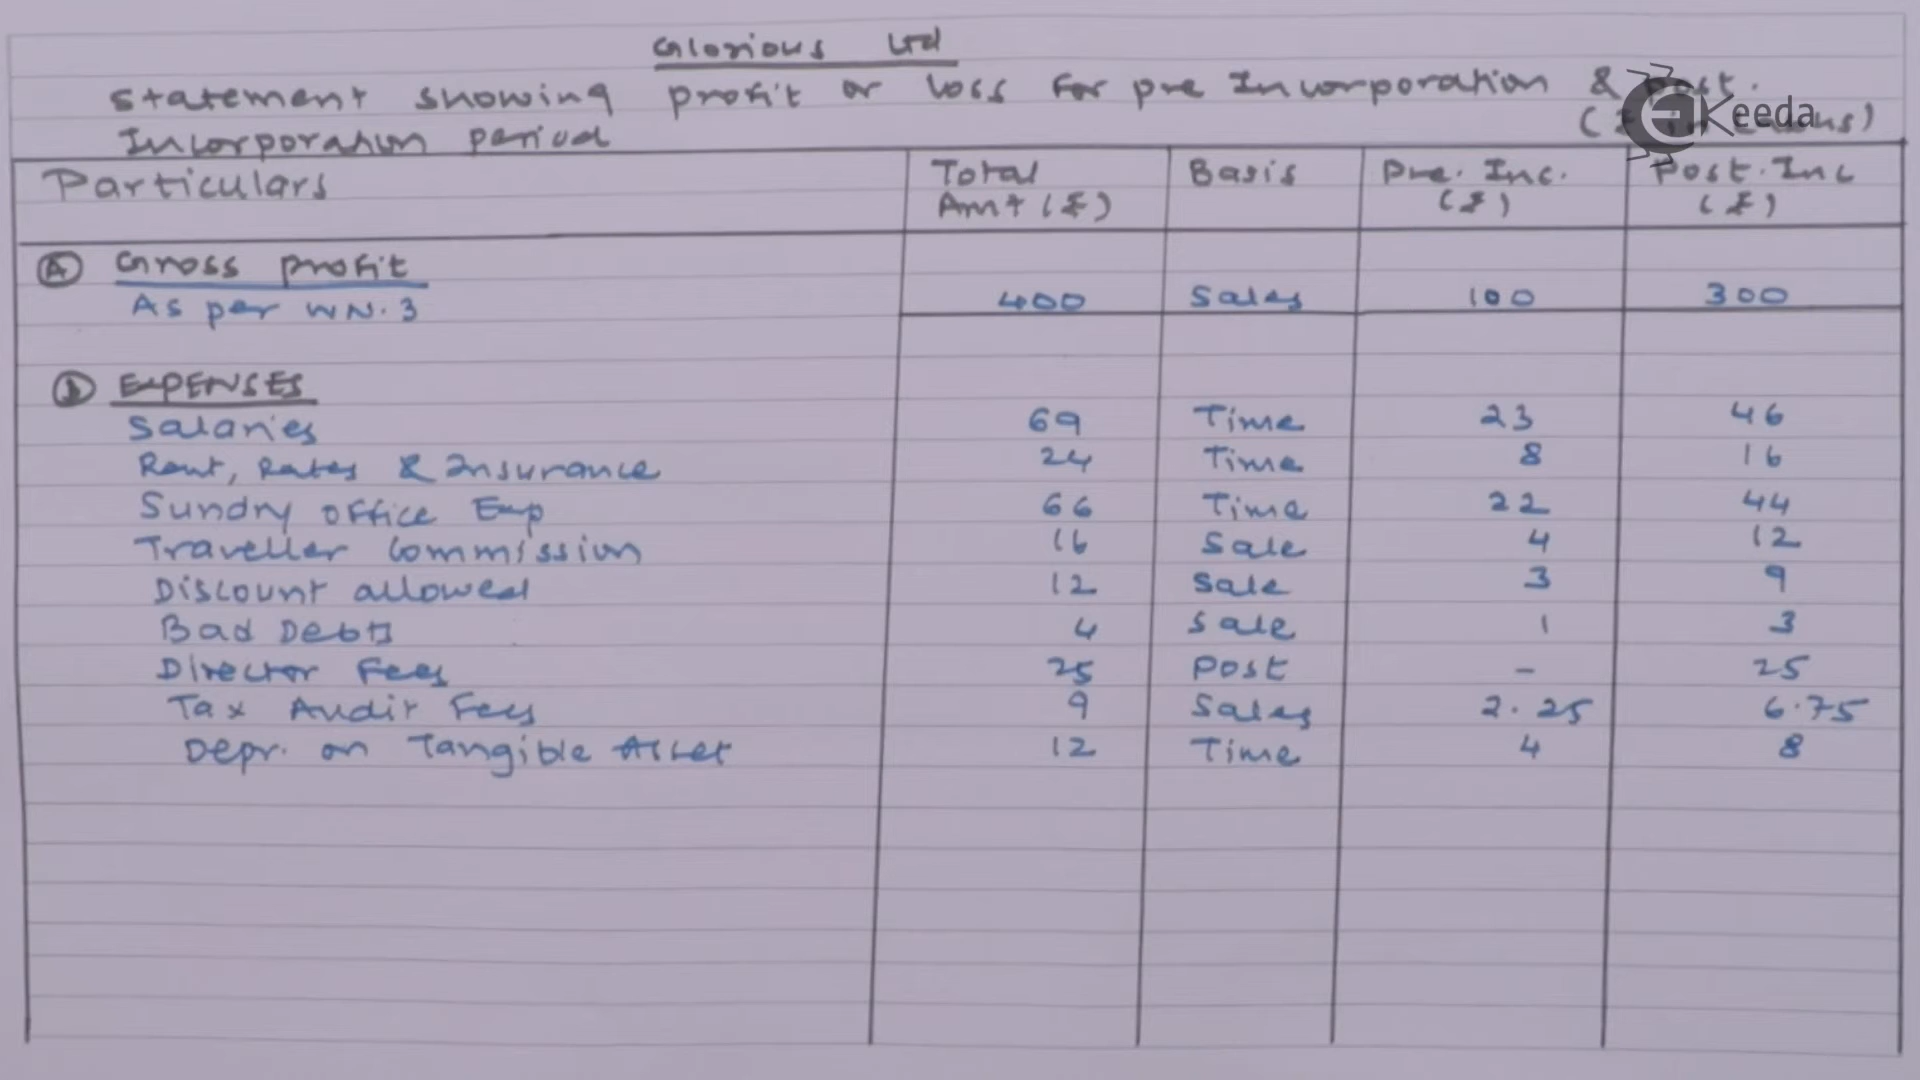 Glorious Ltd
Statement showing profit or loss for pre Incorporation & Post.
Incorporation period
(₹ in
Keeda
Particulars Total Amt (₹) Basis Pre. Inc. (₹) Post. Inc (₹)
(A) Gross profit
As per WN. 3 400 Sales 100 300
EXPENSES
Salaries 69 Time 23 46
Rent, Rates & Insurance 24 Time 8 16
Sundry office Exp 66 Time 22 44
Traveller Commission 16 Sale 4 12
Discount allowed 12 Sale 3 9
Bad Debts 4 Sale 1 3
Director Fees 25 Post - 25
Tax Audit Fees 9 Sales 2.25 6.75
Depr. on Tangible Asset 12 Time 4 8